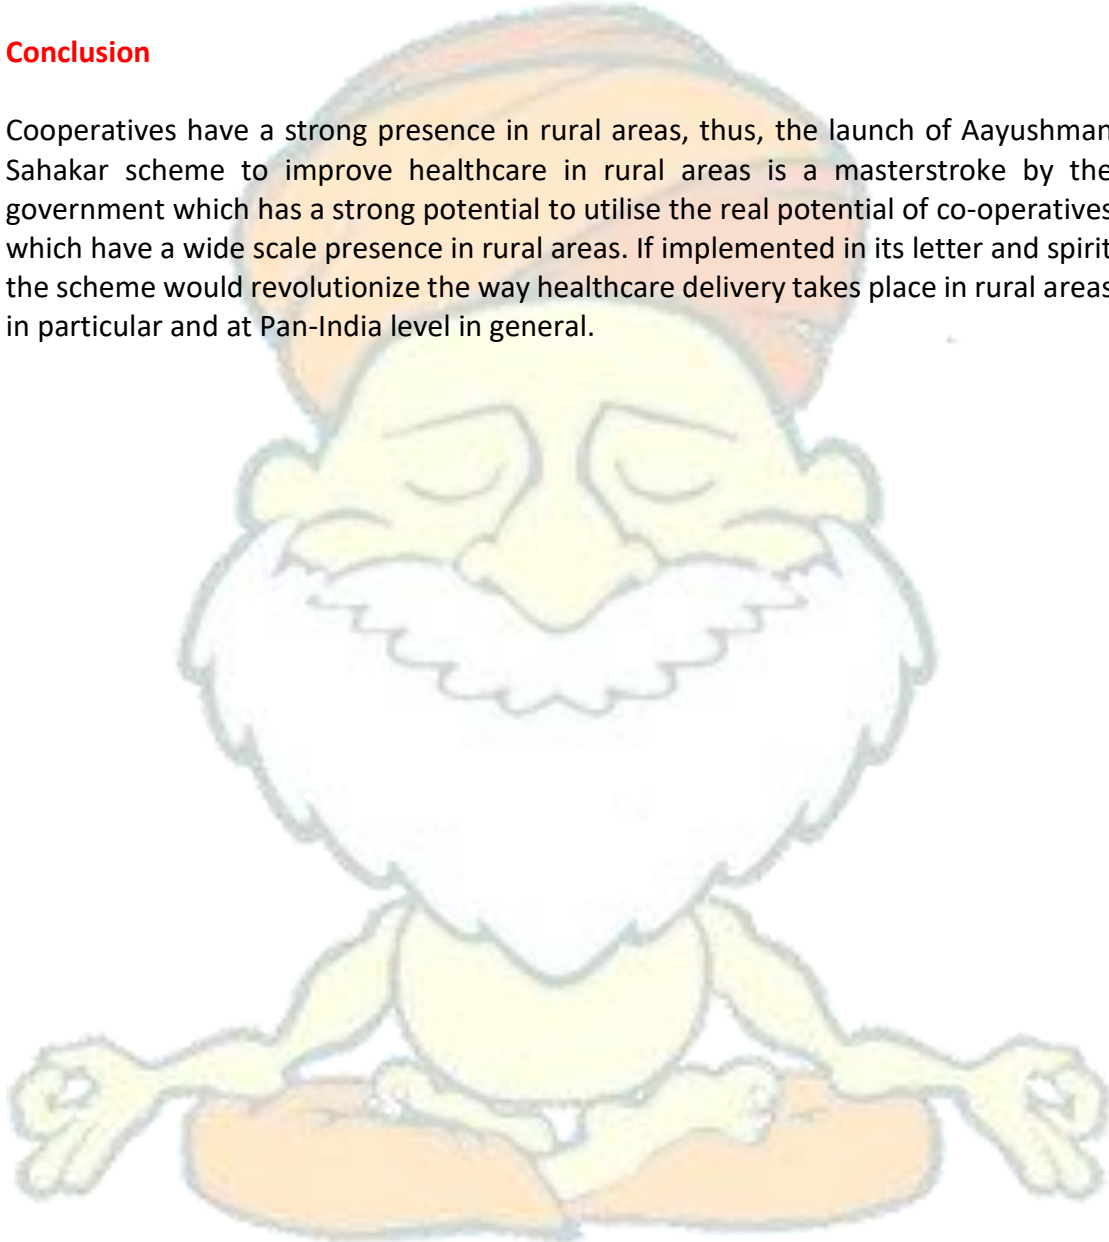 Conclusion
Cooperatives have a strong presence in rural areas, thus, the launch of Aayushman
Sahakar scheme to improve healthcare in rural areas is a masterstroke by the
government which has a strong potential to utilise the real potential of co-operatives
which have a wide scale presence in rural areas. If implemented in its letter and spirit
the scheme would revolutionize the way healthcare delivery takes place in rural areas
in particular and at Pan-India level in general.